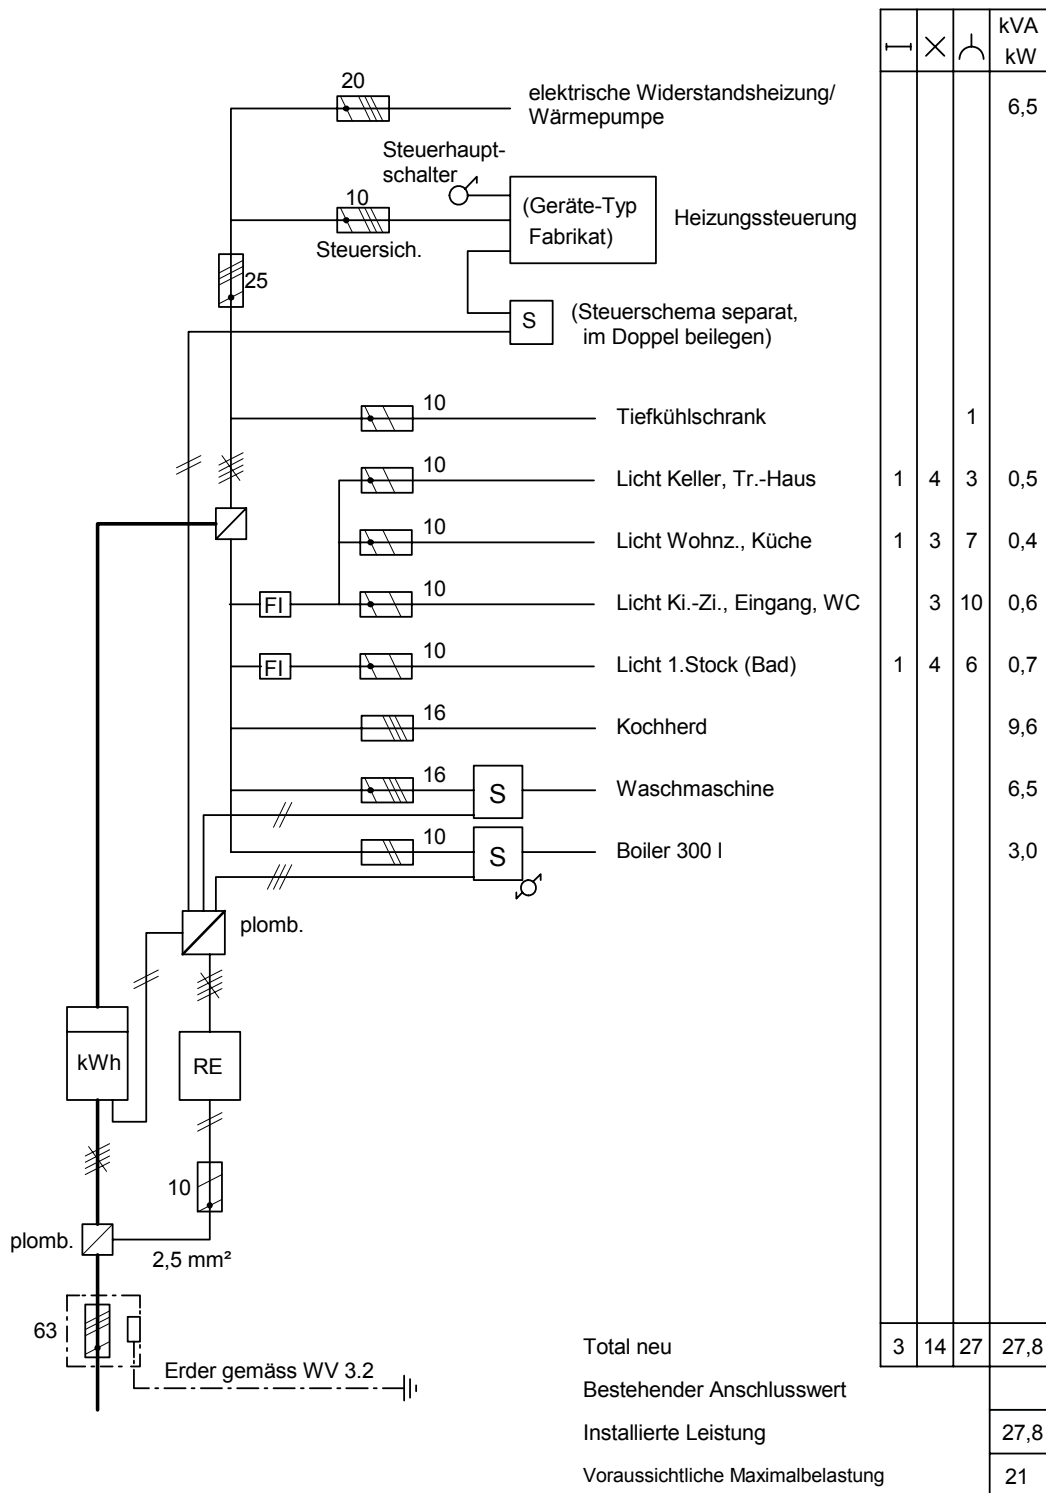 kVA
kW
20
elektrische Widerstandsheizung/
Wärmepumpe
6,5
Steuerhaupt-
schalter
10
Steuersich.
(Geräte-Typ
Fabrikat)
Heizungssteuerung
25
S
(Steuerschema separat,
im Doppel beilegen)
10
Tiefkühlschrank
1
10
Licht Keller, Tr.-Haus
1 4 3 0,5
10
Licht Wohnz., Küche
1 3 7 0,4
FI
10
Licht Ki.-Zi., Eingang, WC
3 10 0,6
FI
10
Licht 1.Stock (Bad)
1 4 6 0,7
16
Kochherd
9,6
16
S
Waschmaschine
6,5
10
S
Boiler 300 l
3,0
plomb.
kWh
RE
10
plomb.
2,5 mm²
63
Erder gemäss WV 3.2
Total neu
3 14 27 27,8
Bestehender Anschlusswert
Installierte Leistung
27,8
Voraussichtliche Maximalbelastung
21